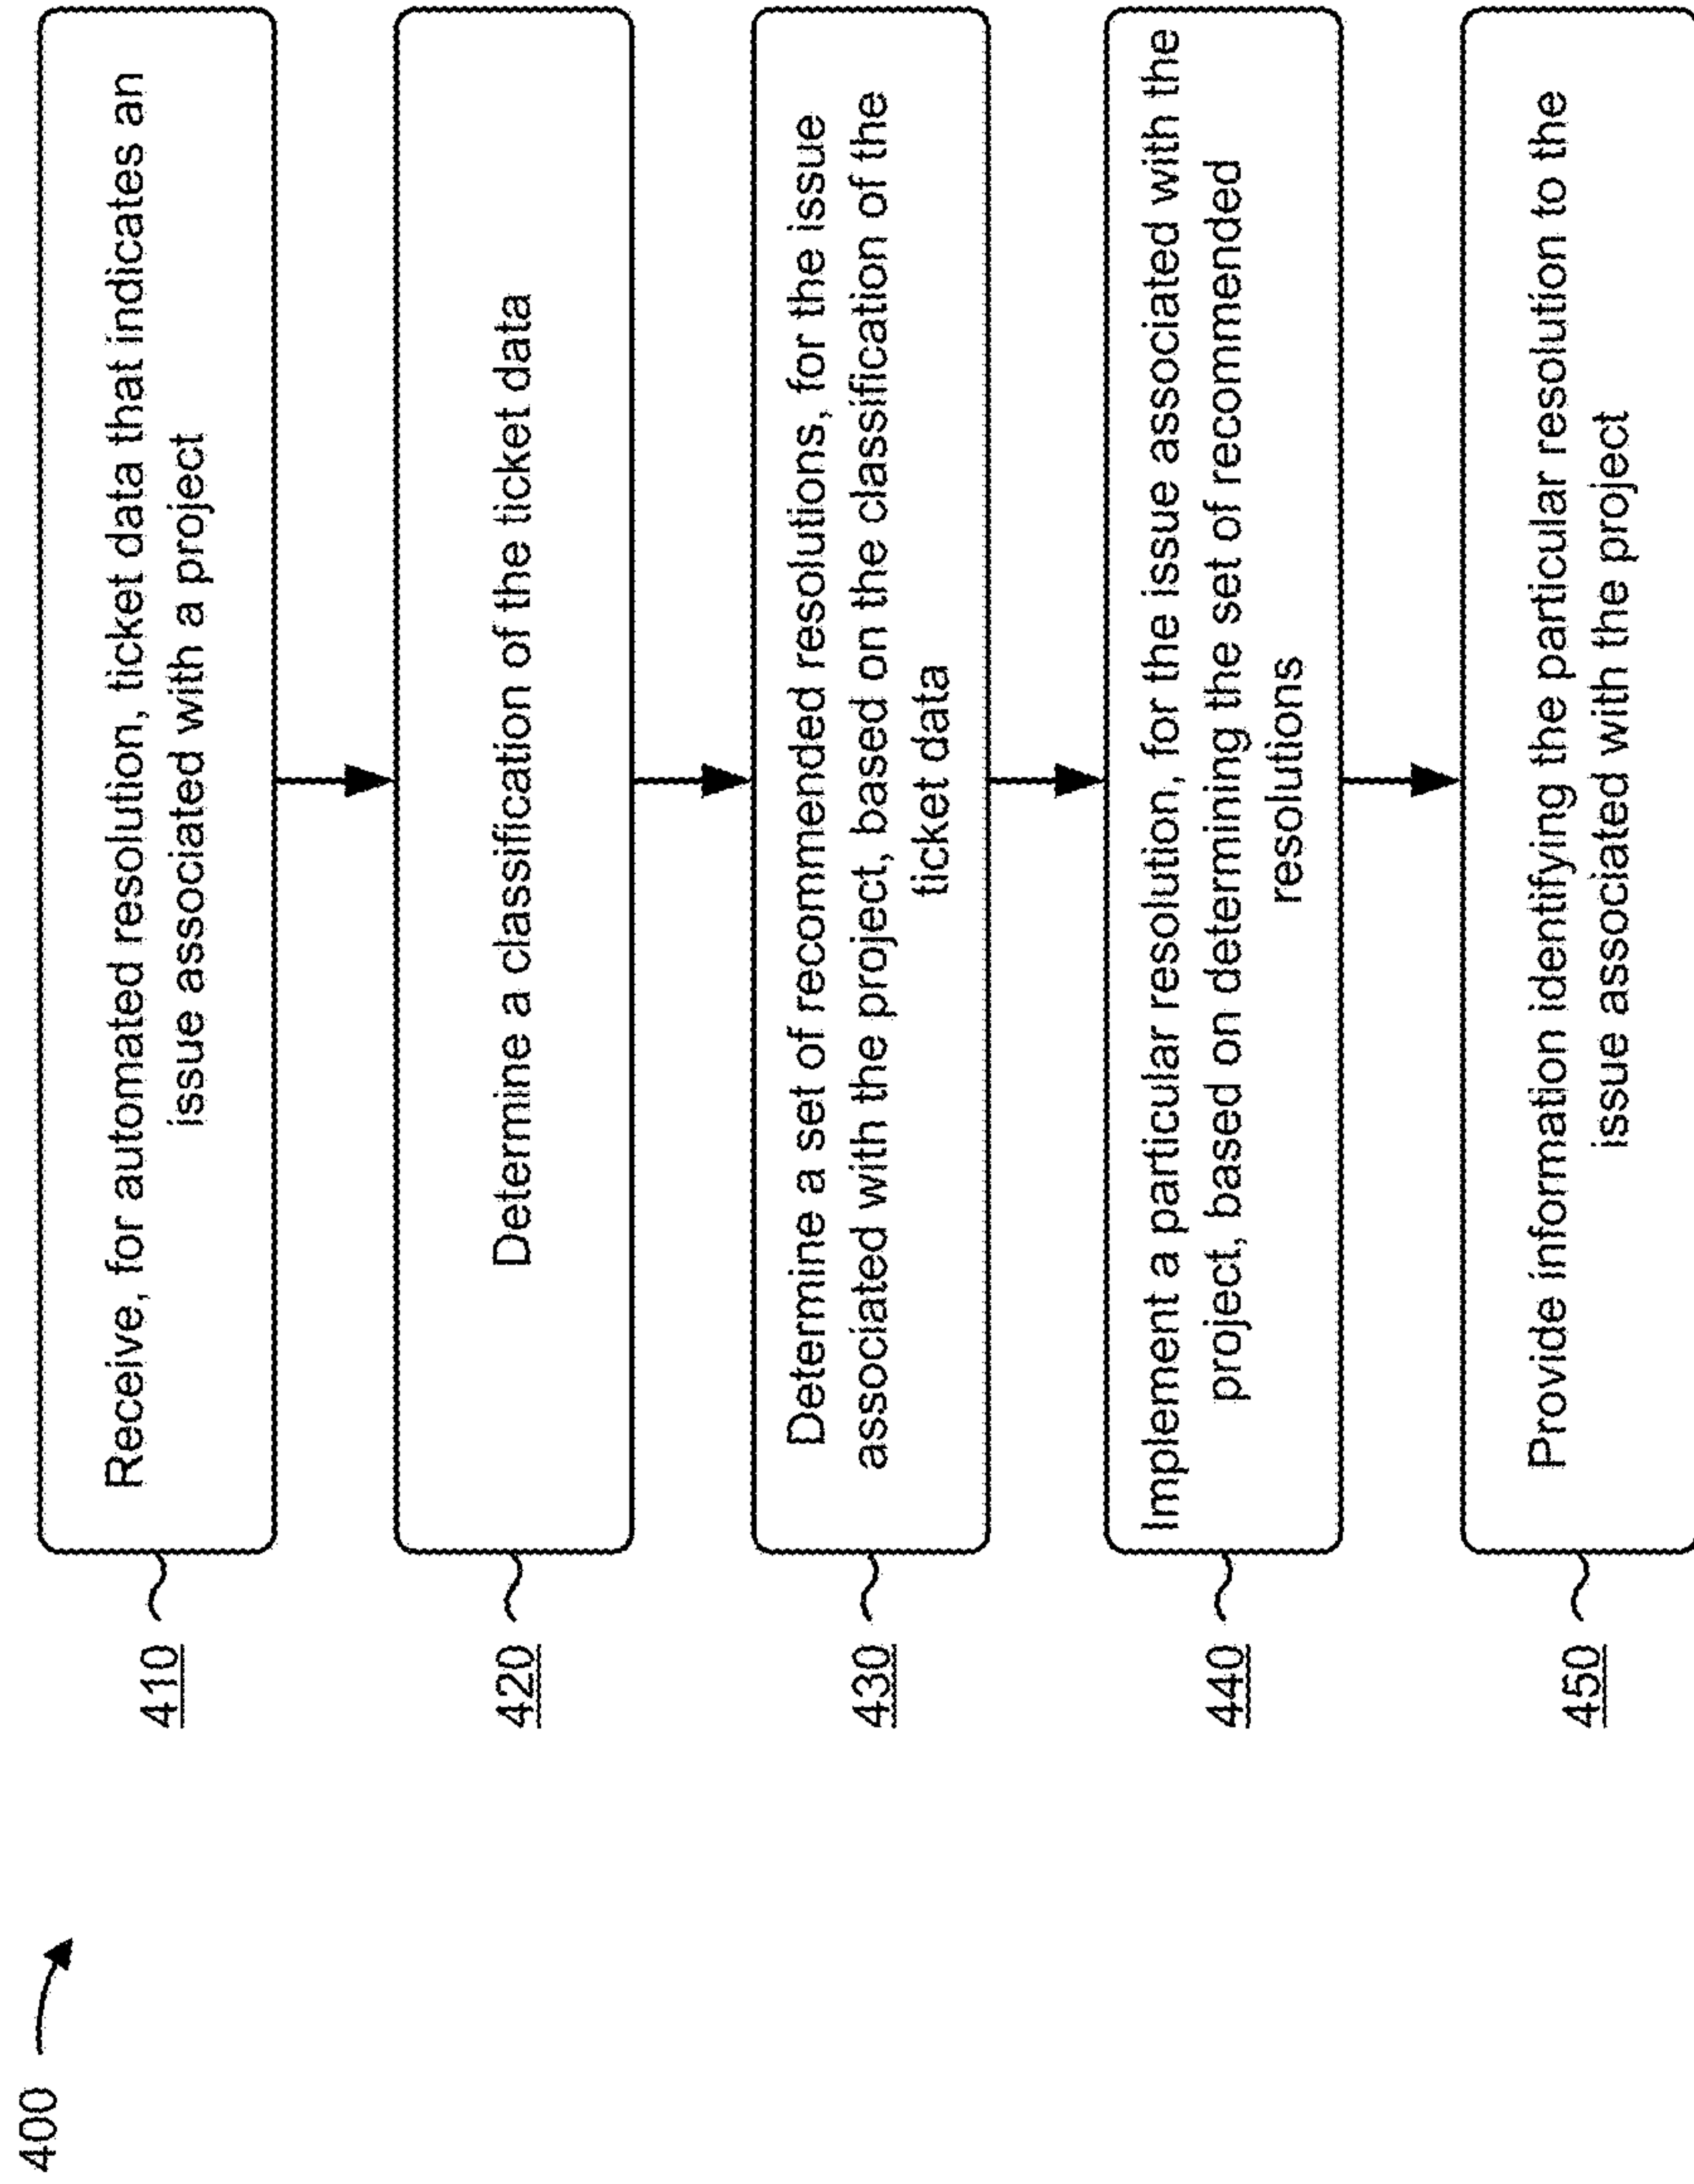 400
410
Receive, for automated resolution, ticket data that indicates an
issue associated with a project
420
Determine a classification of the ticket data
430
Determine a set of recommended resolutions, for the issue
associated with the project, based on the classification of the
ticket data
440
Implement a particular resolution, for the issue associated with the
project, based on determining the set of recommended
resolutions
450
Provide information identifying the particular resolution to the
issue associated with the project